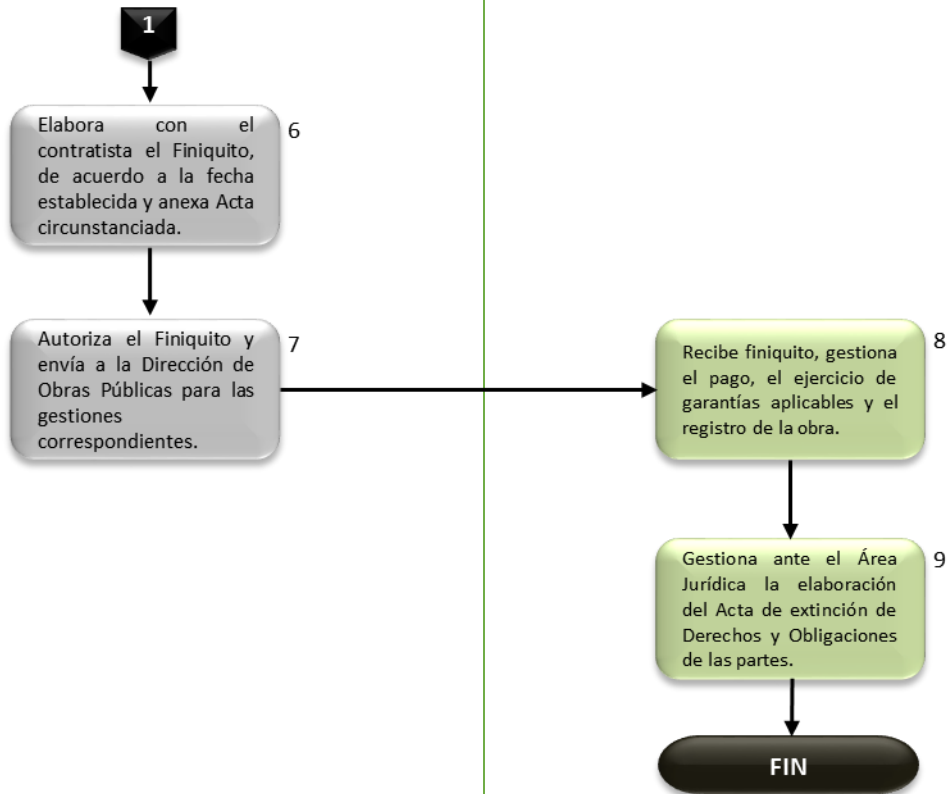 1
Elabora con el
contratista el Finiquito,
de acuerdo a la fecha
establecida y anexa Acta
circunstanciada.
6
Autoriza el Finiquito y
envía a la Dirección de
Obras Públicas para las
gestiones
correspondientes.
7
Recibe finiquito, gestiona
el pago, el ejercicio de
garantías aplicables y el
registro de la obra.
8
Gestiona ante el Área
Jurídica la elaboración
del Acta de extinción de
Derechos y Obligaciones
de las partes.
9
FIN